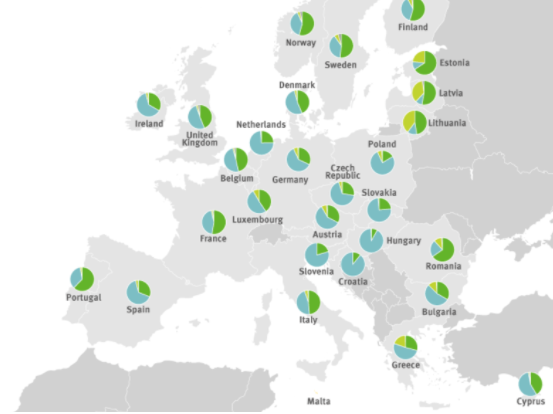 Finland
Norway
Sweden
Estonia
Denmark
Latvia
Ireland
United
Kingdom
Netherlands
Lithuania
Poland
Belgium
Germany
Czech
Republic
Slovakia
Luxembourg
France
Austria
Hungary
Slovenia
Romania
Croatia
Portugal
Spain
Italy
Bulgaria
Greece
Malta
Cyprus